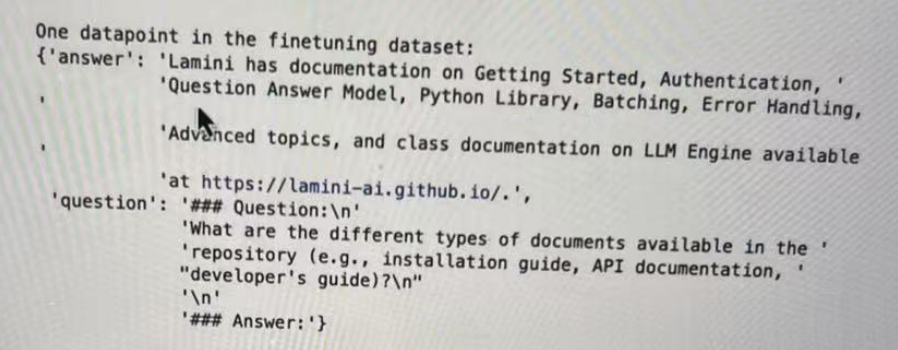 One datapoint in the finetuning dataset:
{'answer': 'Lamini has documentation on Getting Started, Authentication, '
'Question Answer Model, Python Library, Batching, Error Handling,
'
'Advanced topics, and class documentation on LLM Engine available
'
'at https://lamini-ai.github.io/.',
'question': '### Question:\n'
'What are the different types of documents available in the '
'repository (e.g., installation guide, API documentation, '
"developer's guide)?\n"
'\n'
'### Answer:'}